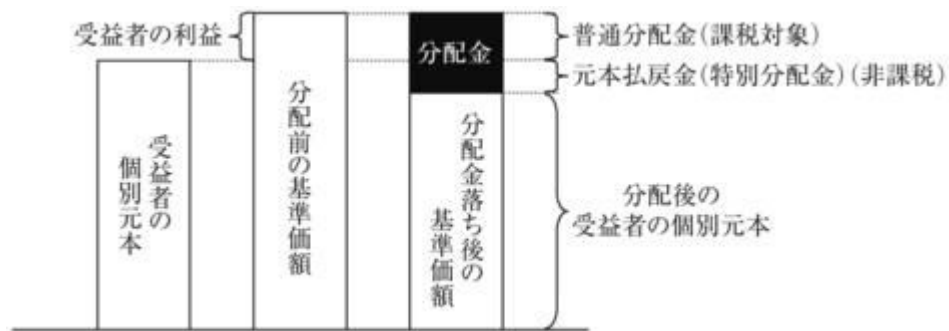 受益者の利益
分配金
普通分配金(課税対象)
元本払戻金(特別分配金)(非課税)
受益者の
個別元本
分配前の基準価額
分配金落ち後の
基準価額
分配後の
受益者の個別元本